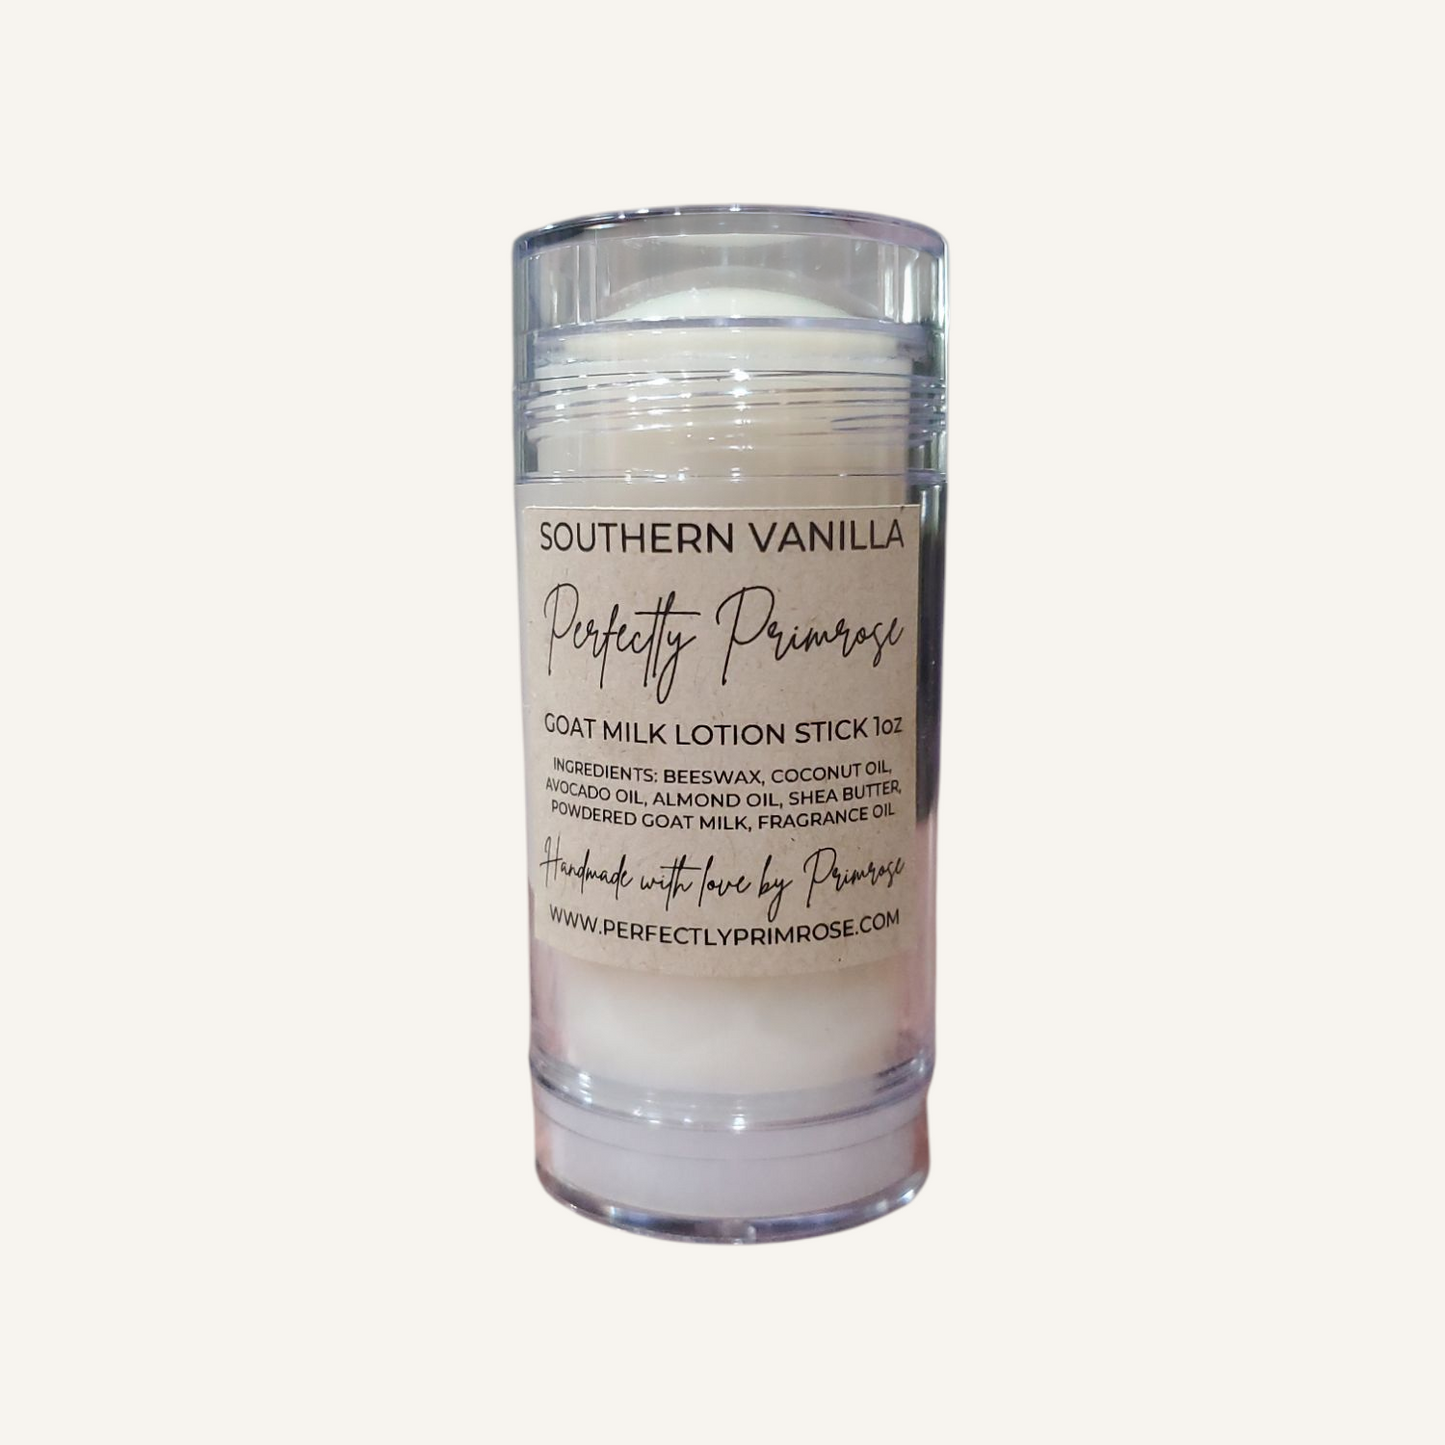 SOUTHERN VANILLA
Perfectly Primrose
GOAT MILK LOTION STICK 1oz
INGREDIENTS: BEESWAX, COCONUT OIL,
AVOCADO OIL, ALMOND OIL, SHEA BUTTER,
POWDERED GOAT MILK, FRAGRANCE OIL
Handmade with love by Primrose
WWW.PERFECTLYPRIMROSE.COM